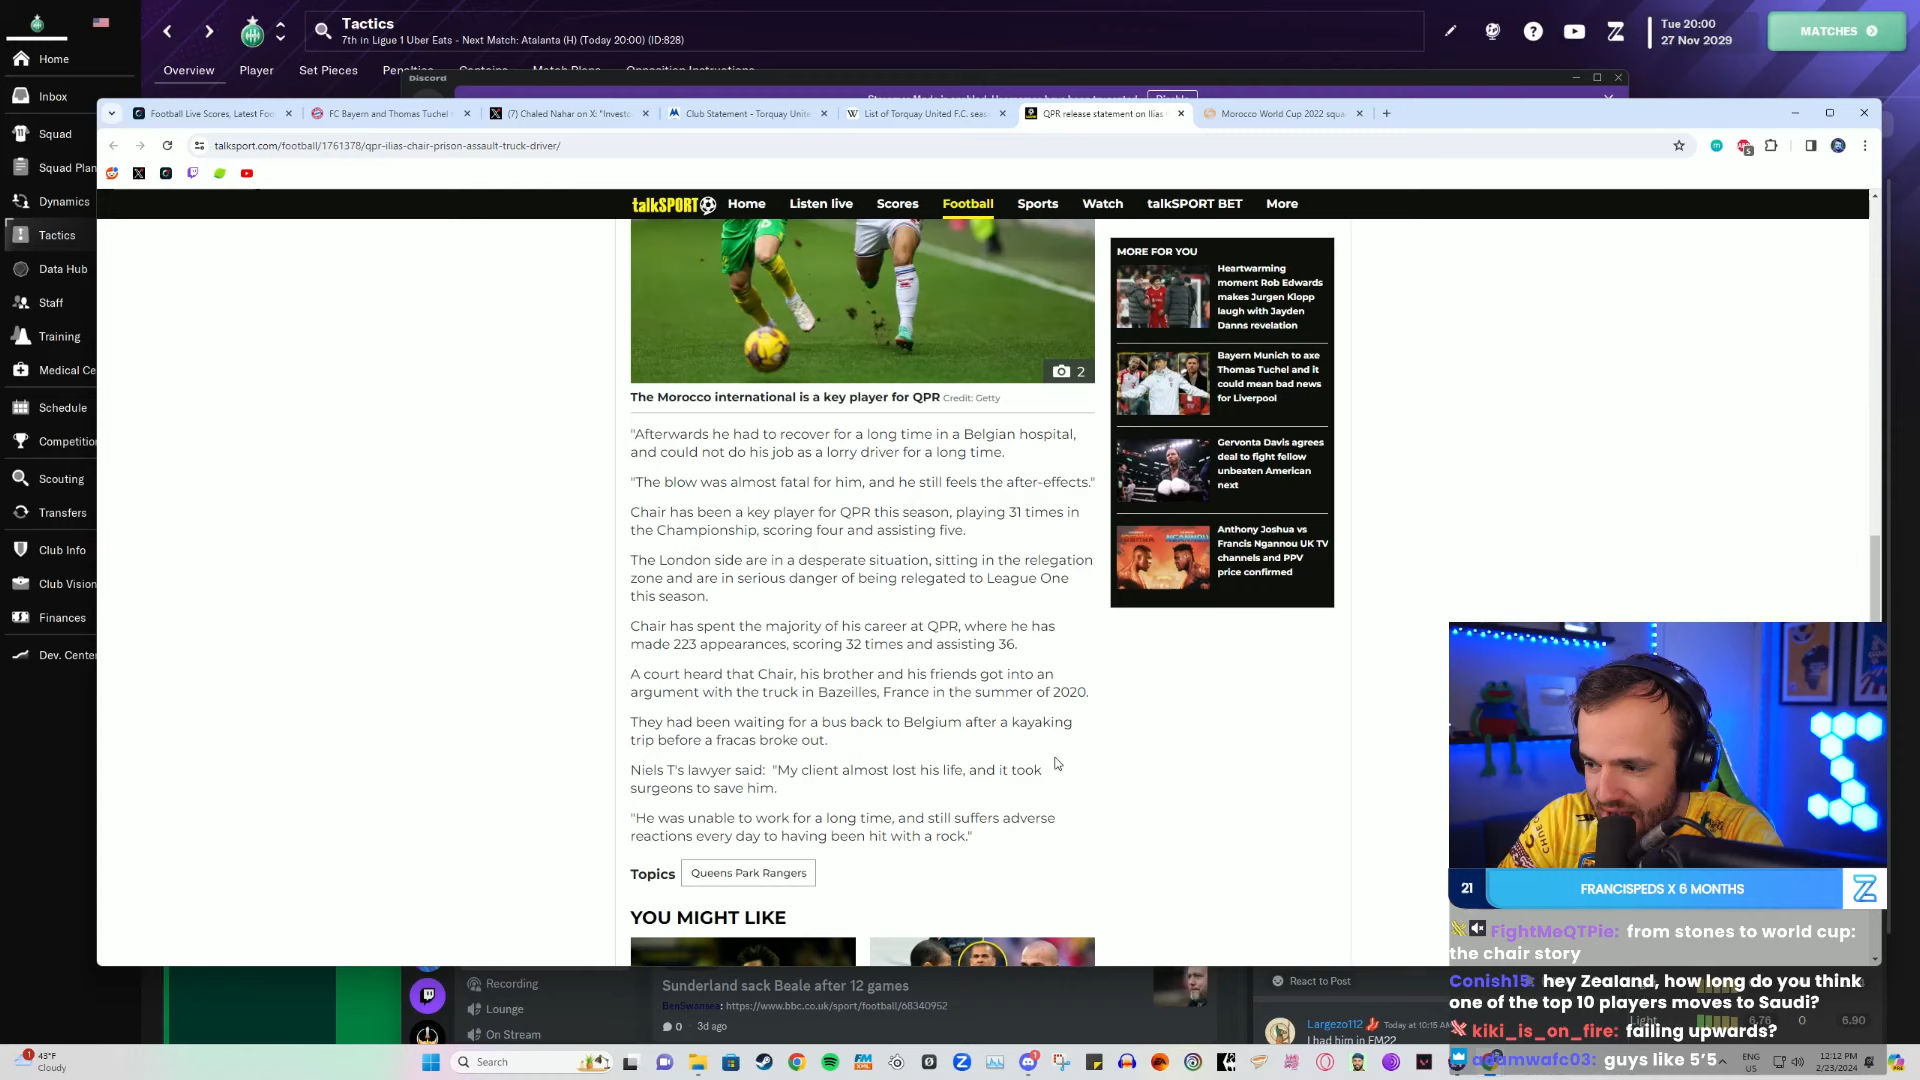 Home
Inbox
Squad
Squad Plan
Dynamics
Tactics
Data Hub
Staff
Training
Medical Ce
Schedule
Competitio
Scouting
Transfers
Club Info
Club Vision
Finances
Dev. Center
Tactics
7th in Ligue 1 Uber Eats - Next Match: Atalanta (H) (Today 20:00) (ID:828)
Tue 20:00
27 Nov 2029
MATCHES
Overview Player Set Pieces
Discord
Football Live Scores, Latest Foo
FC Bayern and Thomas Tuchel
(7) Chaled Nahar on X: "Investo
Club Statement - Torquay Unite
List of Torquay United F.C. seas
QPR release statement on Ilias
Morocco World Cup 2022 squa
talksport.com/football/1761378/qpr-ilias-chair-prison-assault-truck-driver/
talkSPORT Home Listen live Scores Football Sports Watch talkSPORT BET More
2
The Morocco international is a key player for QPR Credit: Getty
"Afterwards he had to recover for a long time in a Belgian hospital,
and could not do his job as a lorry driver for a long time.
"The blow was almost fatal for him, and he still feels the after-effects."
Chair has been a key player for QPR this season, playing 31 times in
the Championship, scoring four and assisting five.
The London side are in a desperate situation, sitting in the relegation
zone and are in serious danger of being relegated to League One
this season.
Chair has spent the majority of his career at QPR, where he has
made 223 appearances, scoring 32 times and assisting 36.
A court heard that Chair, his brother and his friends got into an
argument with the truck in Bazeilles, France in the summer of 2020.
They had been waiting for a bus back to Belgium after a kayaking
trip before a fracas broke out.
Niels T's lawyer said: "My client almost lost his life, and it took
surgeons to save him.
"He was unable to work for a long time, and still suffers adverse
reactions every day to having been hit with a rock."
Topics Queens Park Rangers
YOU MIGHT LIKE
MORE FOR YOU
Heartwarming
moment Rob Edwards
makes Jurgen Klopp
laugh with Jayden
Danns revelation
Bayern Munich to axe
Thomas Tuchel and it
could mean bad news
for Liverpool
Gervonta Davis agrees
deal to fight fellow
unbeaten American
next
Anthony Joshua vs
Francis Ngannou UK TV
channels and PPV
price confirmed
21 FRANCISPEDS X 6 MONTHS
FightMeQTPie: from stones to world cup:
the chair story
Conish15: hey Zealand, how long do you think
one of the top 10 players moves to Saudi?
kiki_is_on_fire: failing upwards?
adamwafc03: guys like 5'5
Recording
Lounge
On Stream
Sunderland sack Beale after 12 games
BenSwansea: https://www.bbc.co.uk/sport/football/68340952
0 3d ago
React to Post
Largezo112 Today at 10:15 AM
I had him in FM22
6.76 0 6.90
43°F
Cloudy
Search
ENG
US
12:12 PM
2/23/2024